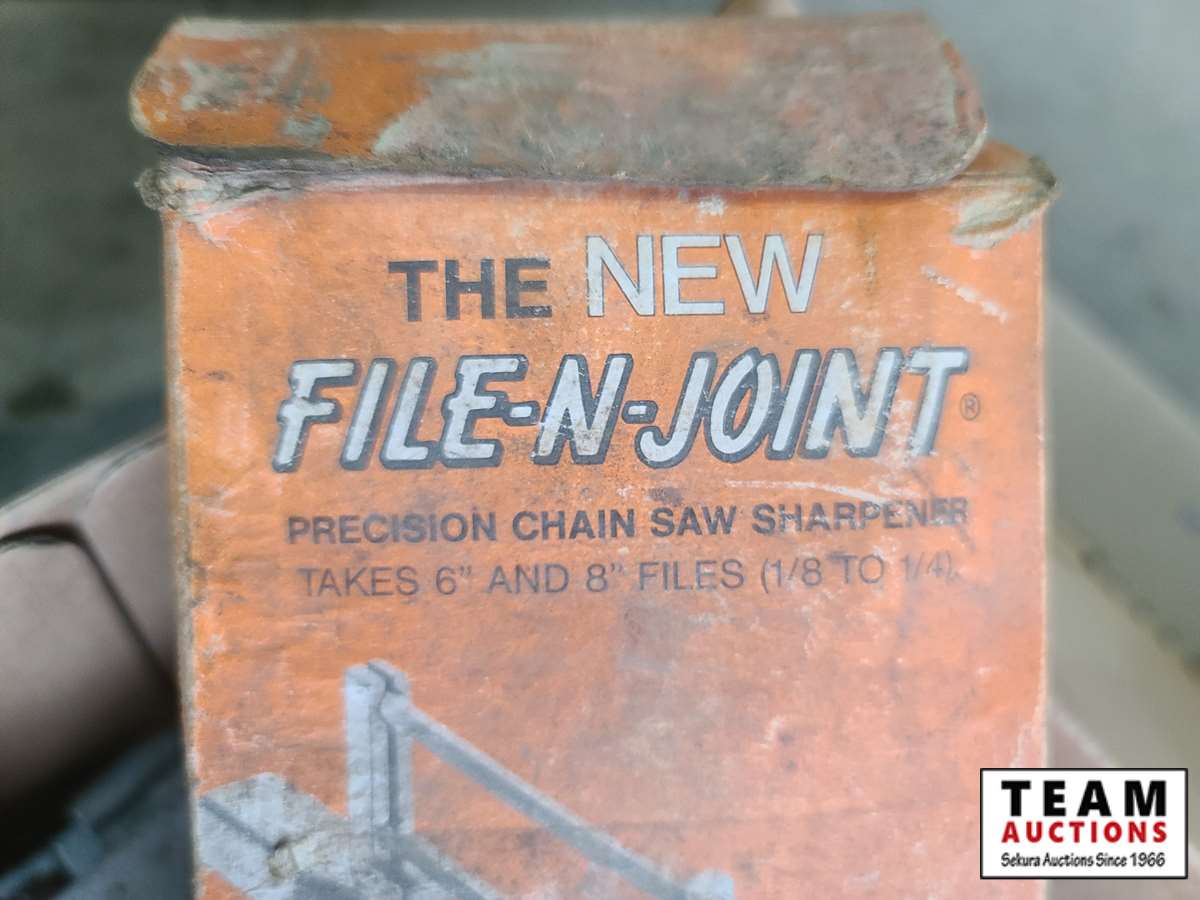 THE NEW
FILE-N-JOINT®
PRECISION CHAIN SAW SHARPENER
TAKES 6" AND 8" FILES (1/8 TO 1/4).
TEAM
AUCTIONS
Sekura Auctions Since 1966